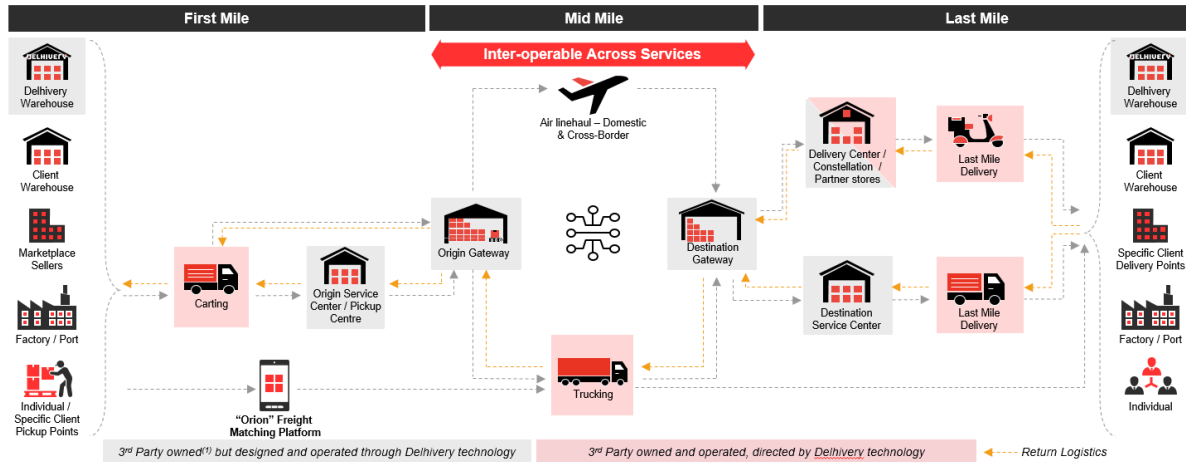 First Mile
Mid Mile
Last Mile
Inter-operable Across Services
DELHIVERY
Delhivery
Warehouse
Client
Warehouse
Marketplace
Sellers
Factory / Port
Individual /
Specific Client
Pickup Points
Carting
Origin Service
Center / Pickup
Centre
"Orion" Freight
Matching Platform
Origin Gateway
Air linehaul – Domestic
& Cross-Border
Trucking
Destination
Gateway
Delivery Center /
Constellation /
Partner stores
Last Mile
Delivery
Destination
Service Center
Last Mile
Delivery
DELHIVERY
Delhivery
Warehouse
Client
Warehouse
Specific Client
Delivery Points
Factory / Port
Individual
3rd Party owned(1) but designed and operated through Delhivery technology
3rd Party owned and operated, directed by Delhivery technology
Return Logistics